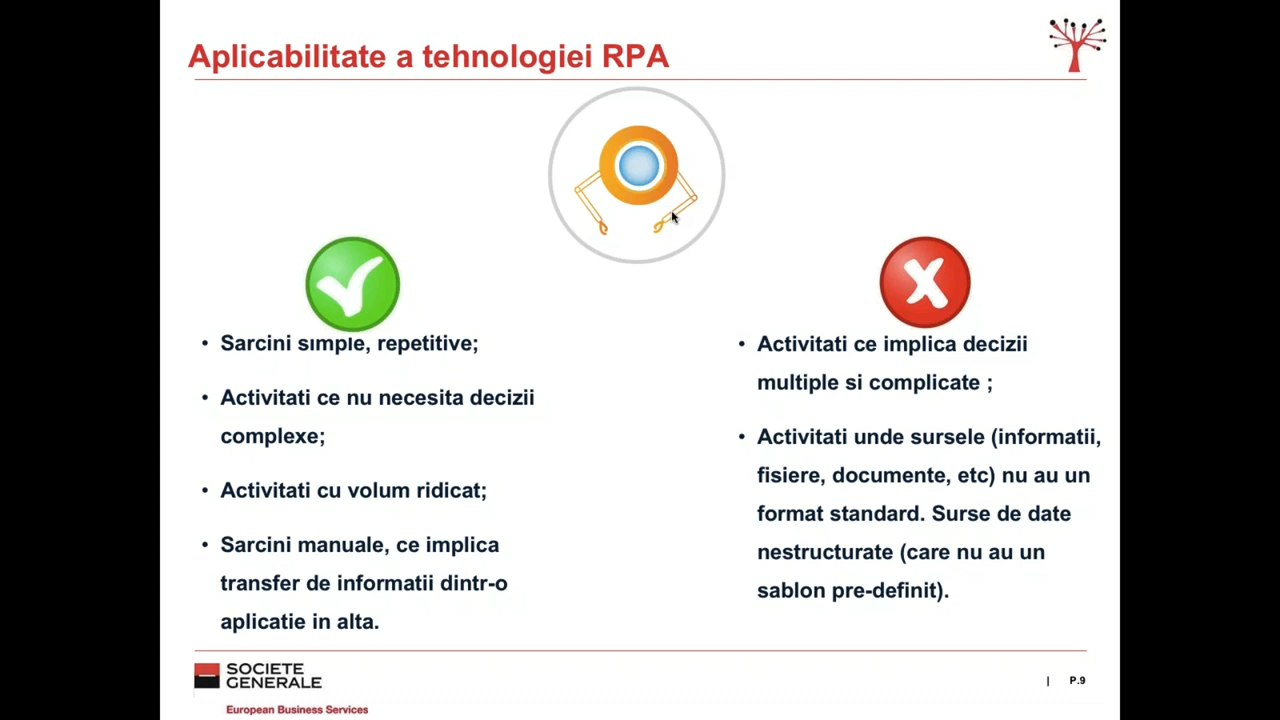 Aplicabilitate a tehnologiei RPA
• Sarcini simple, repetitive;
• Activitati ce nu necesita decizii
complexe;
• Activitati cu volum ridicat;
• Sarcini manuale, ce implica
transfer de informatii dintr-o
aplicatie in alta.
• Activitati ce implica decizii
multiple si complicate ;
• Activitati unde sursele (informatii,
fisiere, documente, etc) nu au un
format standard. Surse de date
nestructurate (care nu au un
sablon pre-definit).
SOCIETE
GENERALE
European Business Services
| P.9